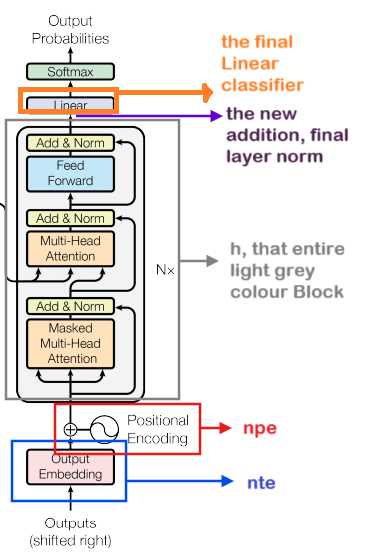 Output
Probabilities
Softmax
Linear
the final
Linear
classifier
the new
addition, final
layer norm
Add & Norm
Feed
Forward
Add & Norm
Multi-Head
Attention
N×
h, that entire
light grey
colour Block
Add & Norm
Masked
Multi-Head
Attention
Positional
Encoding
npe
Output
Embedding
nte
Outputs
(shifted right)